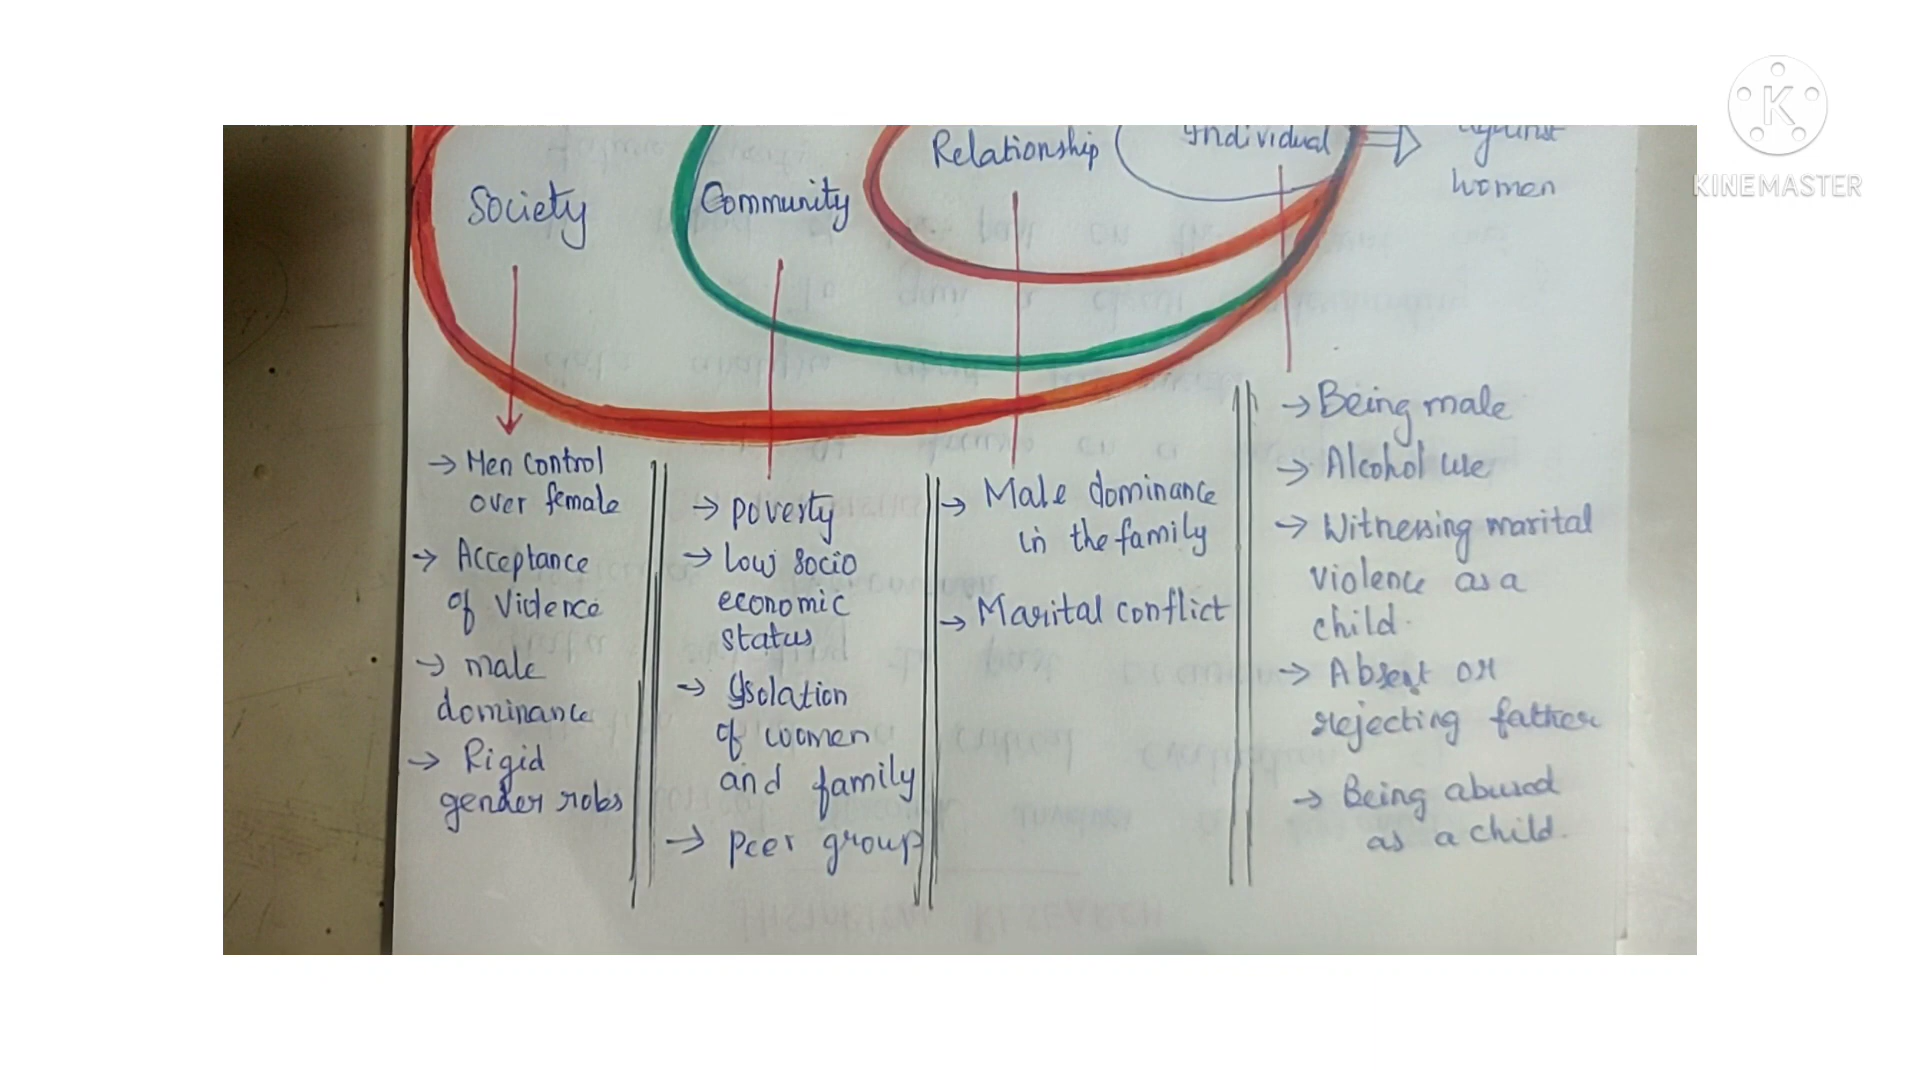 Relationship
Individual
against
women
Society
Community
KINEMASTER
→ Men control
over female
→ Acceptance
of Violence
→ male
dominance
→ Rigid
gender roles
→ poverty
→ Low socio
economic
status
→ Isolation
of women
and family
→ peer group
→ Male dominance
in the family
→ Marital conflict
→ Being male
→ Alcohol use
→ Witnessing marital
violence as a
child.
→ Absent or
rejecting father
→ Being abused
as a child.